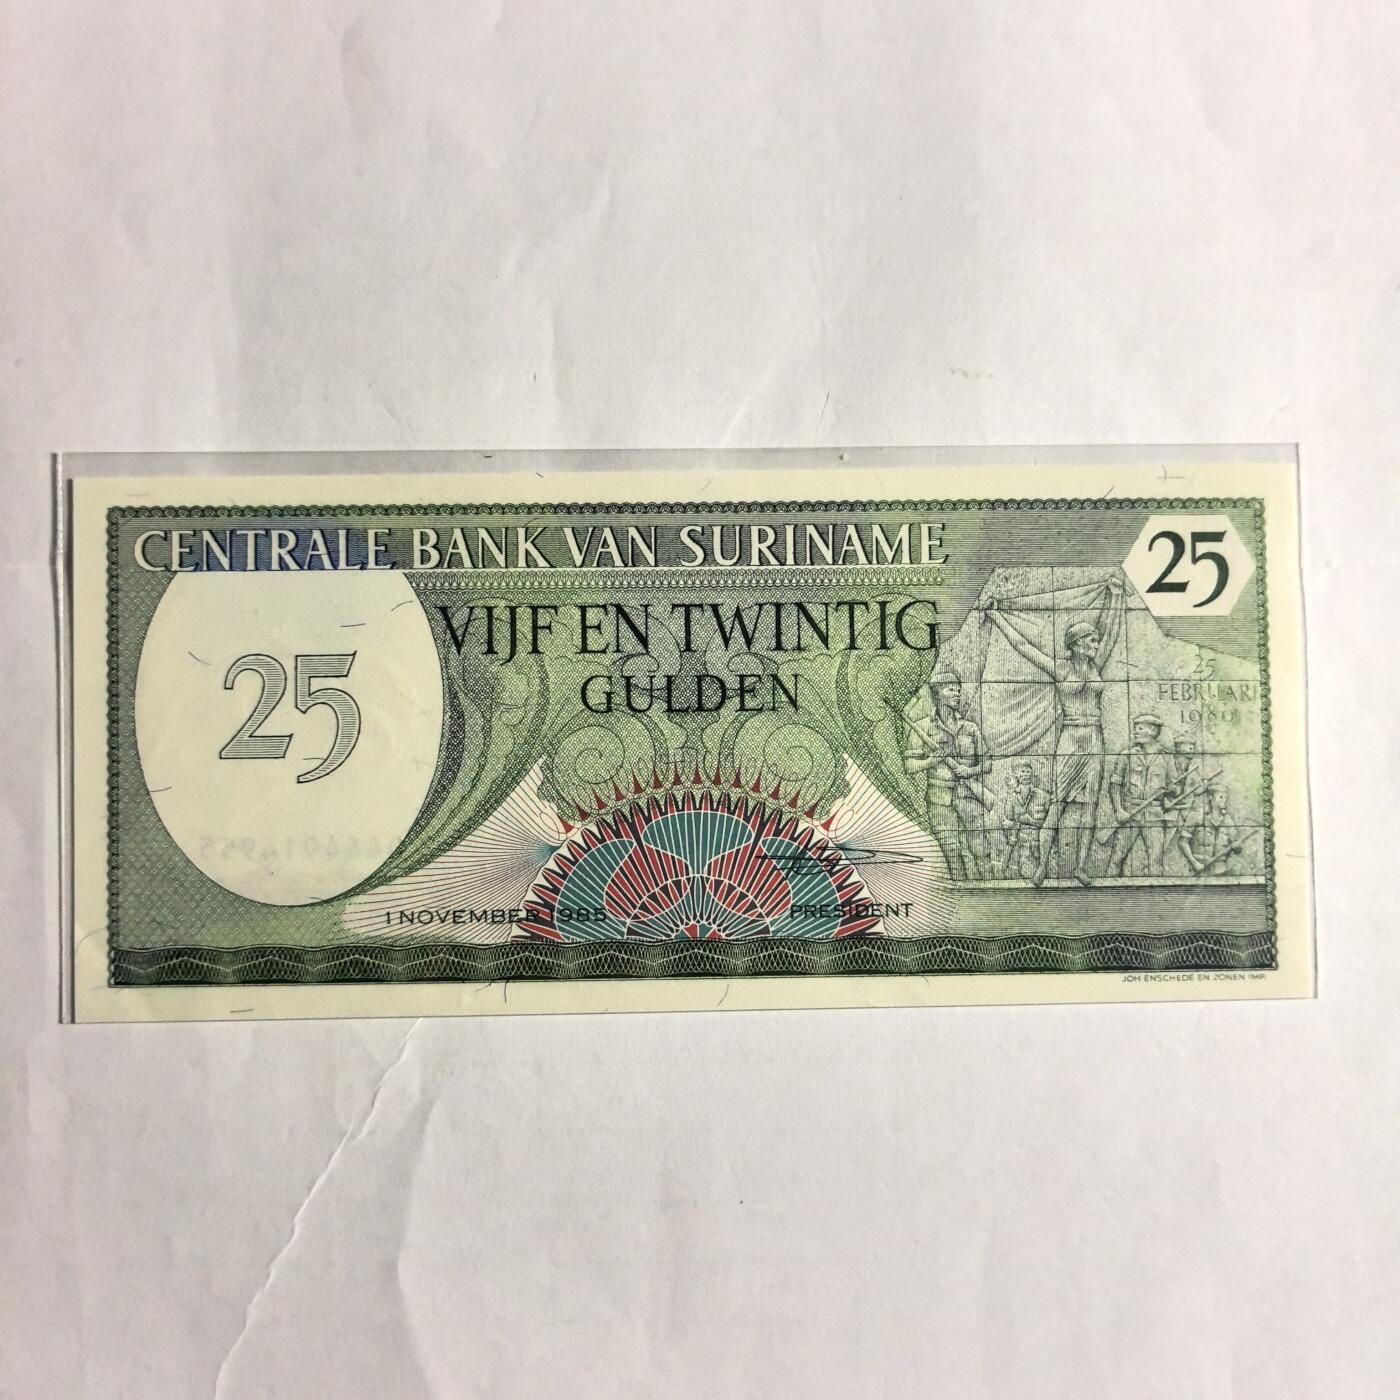 CENTRALE BANK VAN SURINAME
25
VIJF EN TWINTIG
GULDEN
25
25
FEBRUARI
1980
1 NOVEMBER 1985
PRESIDENT
JOH. ENSCHEDE EN ZONEN IMP.